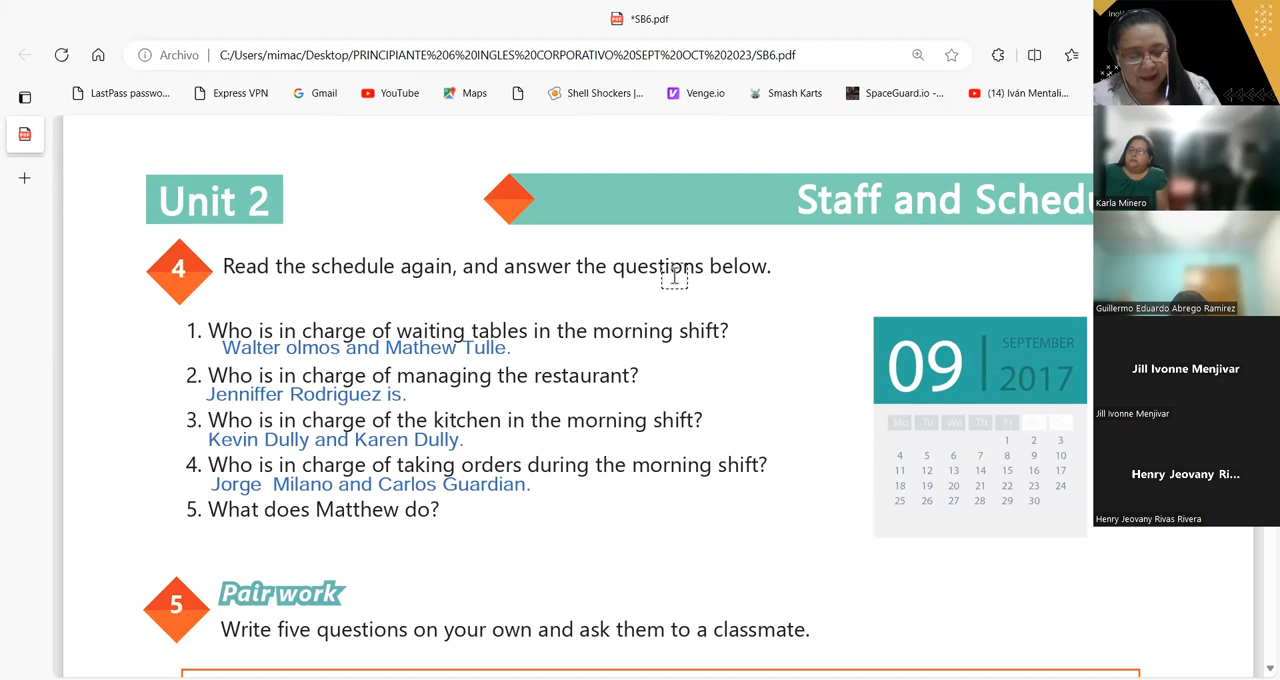 *SB6.pdf
Archivo
C:/Users/mimac/Desktop/PRINCIPIANTE%206%20INGLES%20CORPORATIVO%20SEPT%20OCT%202023/SB6.pdf
LastPass passwo...
Express VPN
Gmail
YouTube
Maps
Shell Shockers |...
Venge.io
Smash Karts
SpaceGuard.io -...
(14) Iván Mentali...
Unit 2
Staff and Schedu
4
Read the schedule again, and answer the questions below.
1. Who is in charge of waiting tables in the morning shift?
Walter olmos and Mathew Tulle.
2. Who is in charge of managing the restaurant?
Jenniffer Rodriguez is.
3. Who is in charge of the kitchen in the morning shift?
Kevin Dully and Karen Dully.
4. Who is in charge of taking orders during the morning shift?
Jorge  Milano and Carlos Guardian.
5. What does Matthew do?
09
SEPTEMBER
2017
Mo Tu We Th Fr
1 2 3
4 5 6 7 8 9 10
11 12 13 14 15 16 17
18 19 20 21 22 23 24
25 26 27 28 29 30
5
Pair work
Write five questions on your own and ask them to a classmate.
Karla Minero
Guillermo Eduardo Abrego Ramirez
Jill Ivonne Menjivar
Jill Ivonne Menjivar
Henry Jeovany Ri...
Henry Jeovany Rivas Rivera